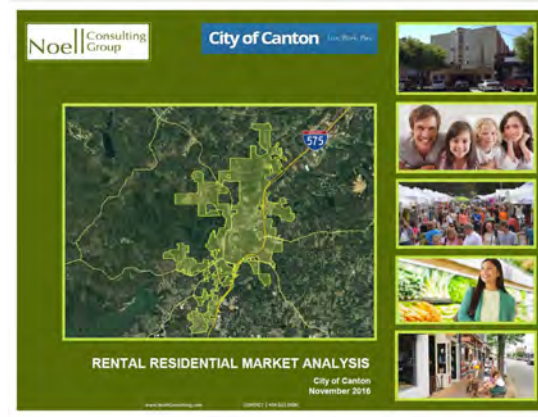 Noell Consulting
Group
City of Canton
575
RENTAL RESIDENTIAL MARKET ANALYSIS
City of Canton
November 2016